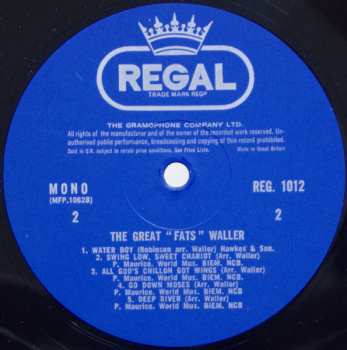 REGAL
TRADE MARK REGD
THE GRAMOPHONE COMPANY LTD.
All rights of the manufacturer and of the owner of the recorded work reserved. Un-
authorised public performance, broadcasting and copying of this record prohibited.
Sold in U.K. subject to retain price conditions. See Price Lists. Made in Great Britain
MONO REG. 1012
(MFP.1062B)
2 2
THE GREAT "FATS" WALLER
1. WATER BOY (Robinson arr. Waller) Hawkes & Son.
2. SWING LOW, SWEET CHARIOT (Arr. Waller)
P. Maurice. World Mus. BIEM. NCB
3. ALL GOD'S CHILLUN GOT WINGS (Arr. Waller)
P. Maurice. World Mus. BIEM. NCB
4. GO DOWN MOSES (Arr. Waller)
P. Maurice. World Mus. BIEM. NCB
5. DEEP RIVER (Arr. Waller)
P. Maurice. World Mus. BIEM. NCB